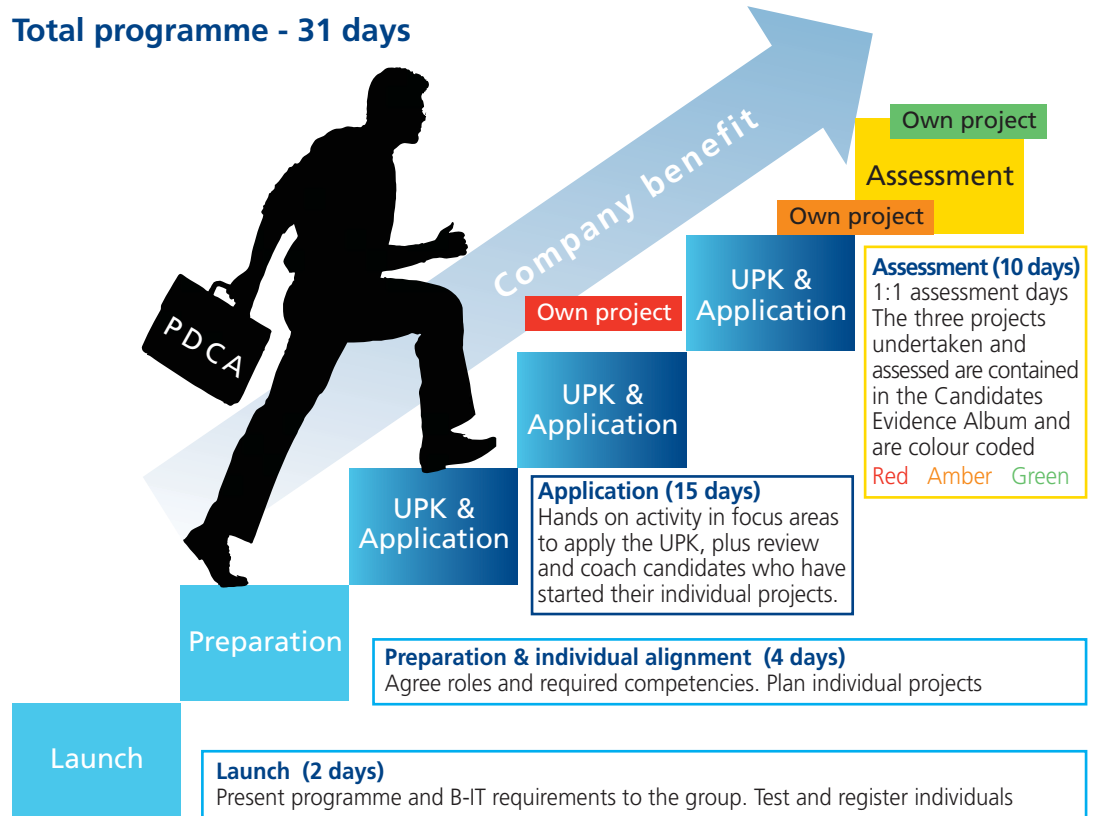 Total programme - 31 days
Company benefit
PDCA
Own project
Assessment
Own project
UPK &
Application
Own project
Assessment (10 days)
1:1 assessment days
The three projects
undertaken and
assessed are contained
in the Candidates
Evidence Album and
are colour coded
Red Amber Green
UPK &
Application
UPK &
Application
Application (15 days)
Hands on activity in focus areas
to apply the UPK, plus review
and coach candidates who have
started their individual projects.
Preparation
Preparation & individual alignment (4 days)
Agree roles and required competencies. Plan individual projects
Launch
Launch (2 days)
Present programme and B-IT requirements to the group. Test and register individuals